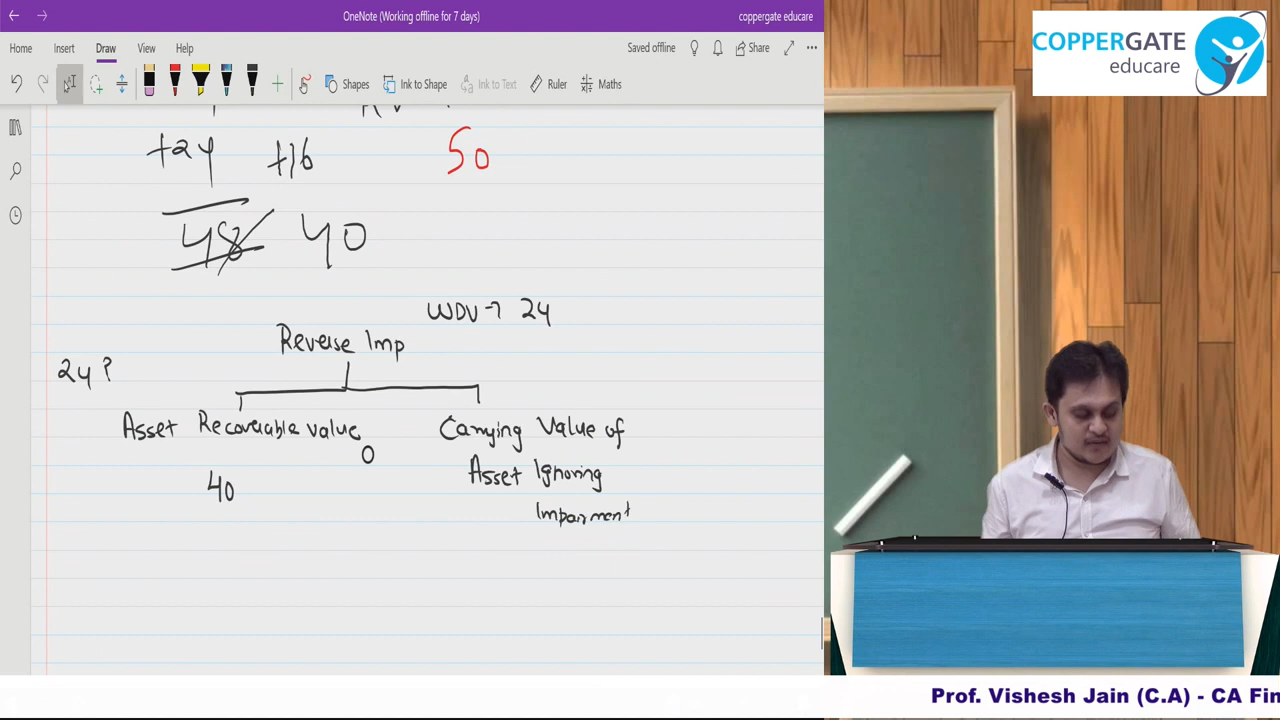 OneNote (Working offline for 7 days)
coppergate educare
Home Insert Draw View Help
Saved offline
Share
Shapes
Ink to Shape
Ink to Text
Ruler
Maths
COPPERGATE
educare
+24 +16
50
48 40
WDV→ 24
Reverse Imp
24 ?
Asset Recoverable value
0
40
Carrying Value of
Asset Ignoring
Impairment
Prof. Vishesh Jain (C.A) - CA Fin